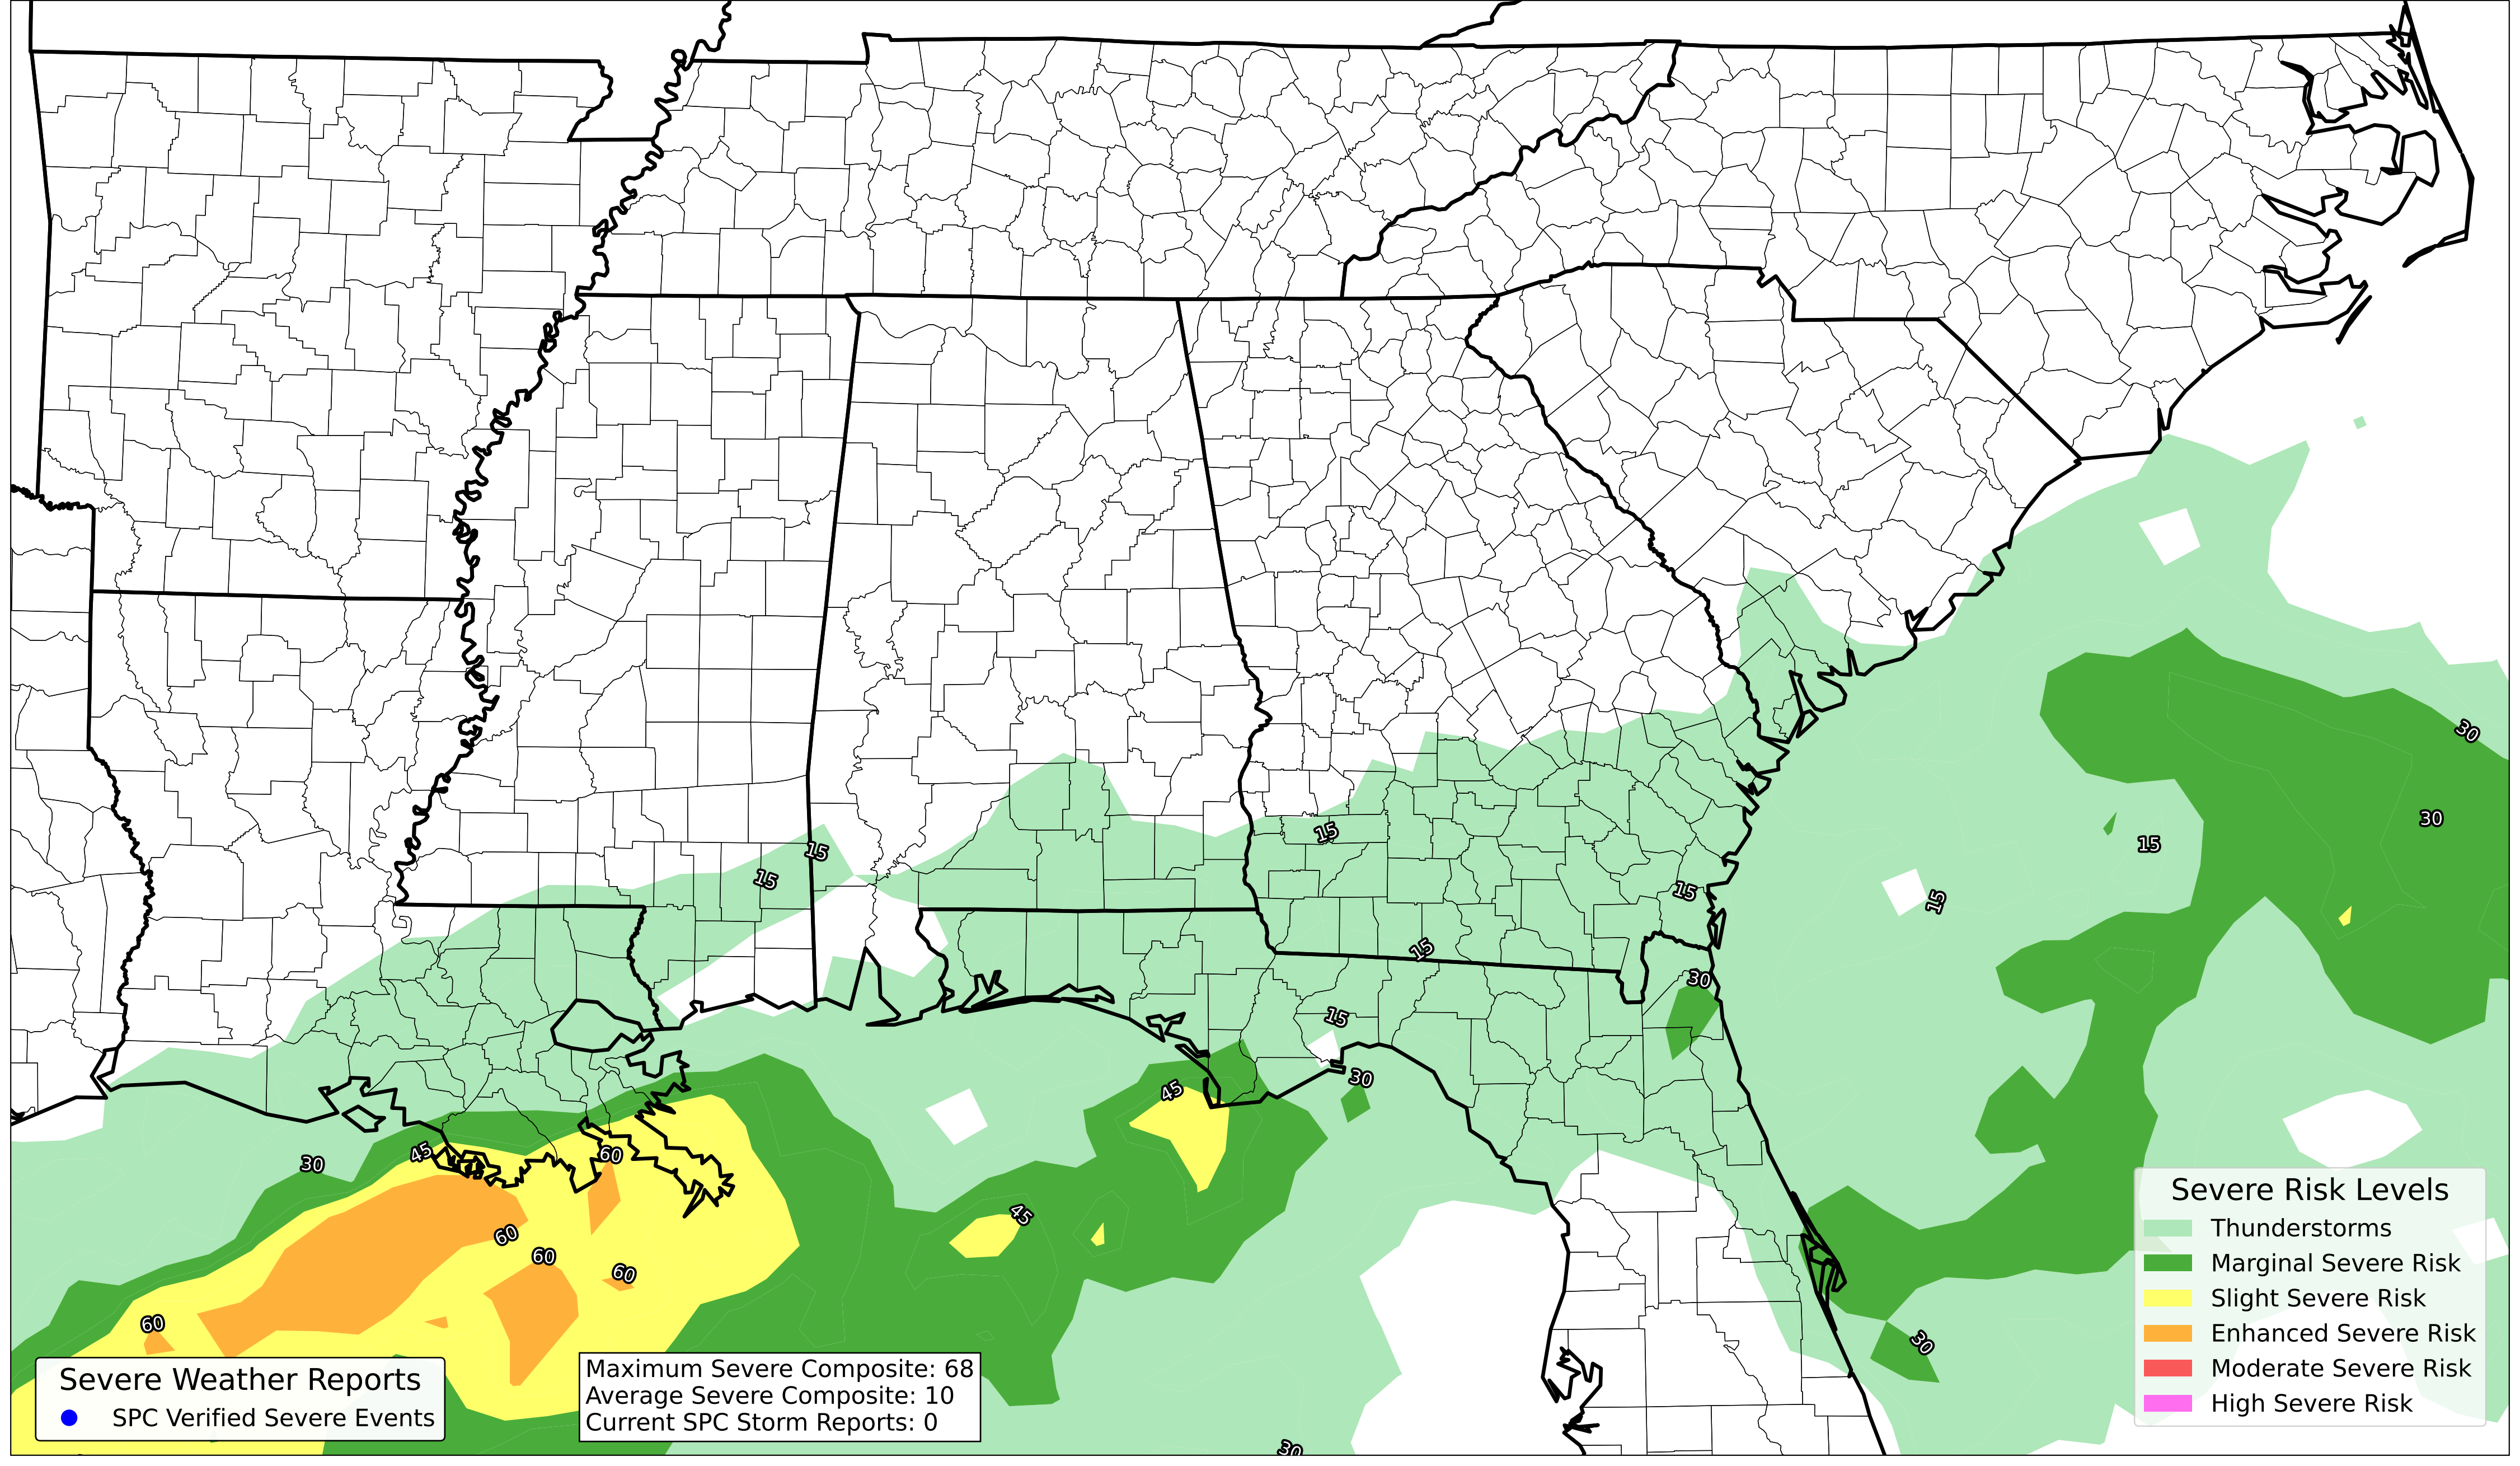 30
30
15
15
15
15
15
15
30
15
30
45
45
60
30
45
60
60
60
60
30
30
Severe Risk Levels
Thunderstorms
Marginal Severe Risk
Slight Severe Risk
Enhanced Severe Risk
Moderate Severe Risk
High Severe Risk
Severe Weather Reports
SPC Verified Severe Events
Maximum Severe Composite: 68
Average Severe Composite: 10
Current SPC Storm Reports: 0